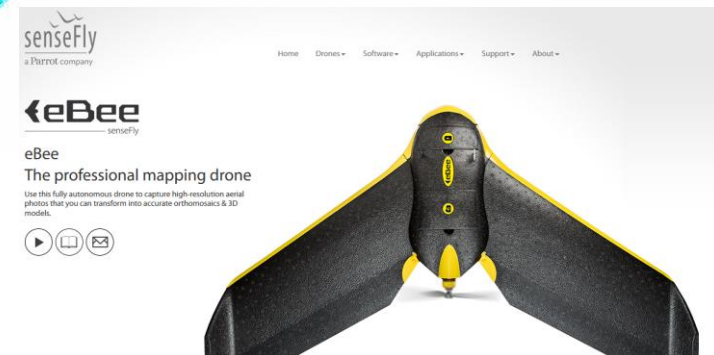 senseFly
a Parrot company
Home Drones Software Applications Support About
eBee
senseFly
eBee
The professional mapping drone
Use this fully autonomous drone to capture high-resolution aerial
photos that you can transform into accurate orthomosaics & 3D
models.
eBee